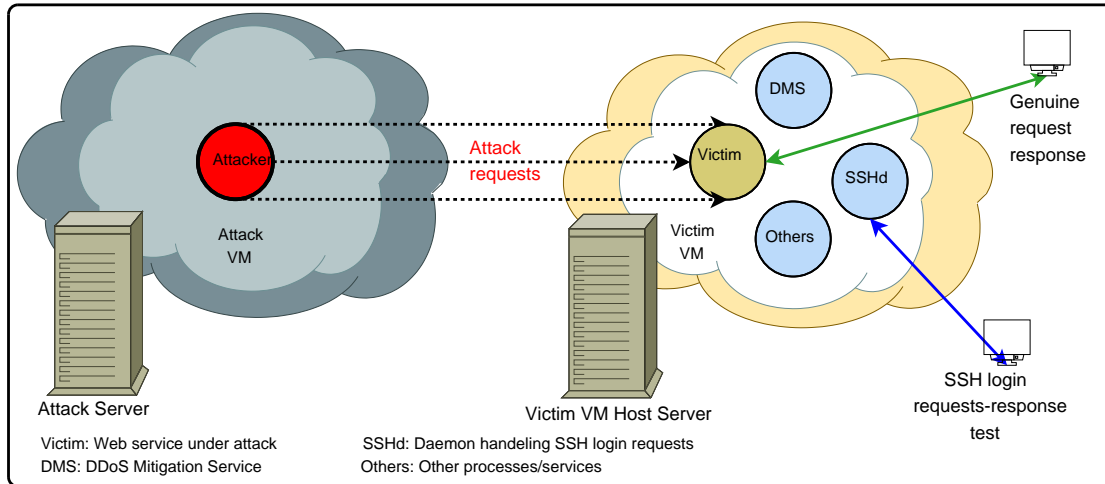 DMS
Genuine
request
response
Attacker
Attack
requests
Victim
SSHd
Attack
VM
Victim
VM
Others
Attack Server
Victim VM Host Server
SSH login
requests-response
test
Victim: Web service under attack
SSHd: Daemon handeling SSH login requests
DMS: DDoS Mitigation Service
Others: Other processes/services